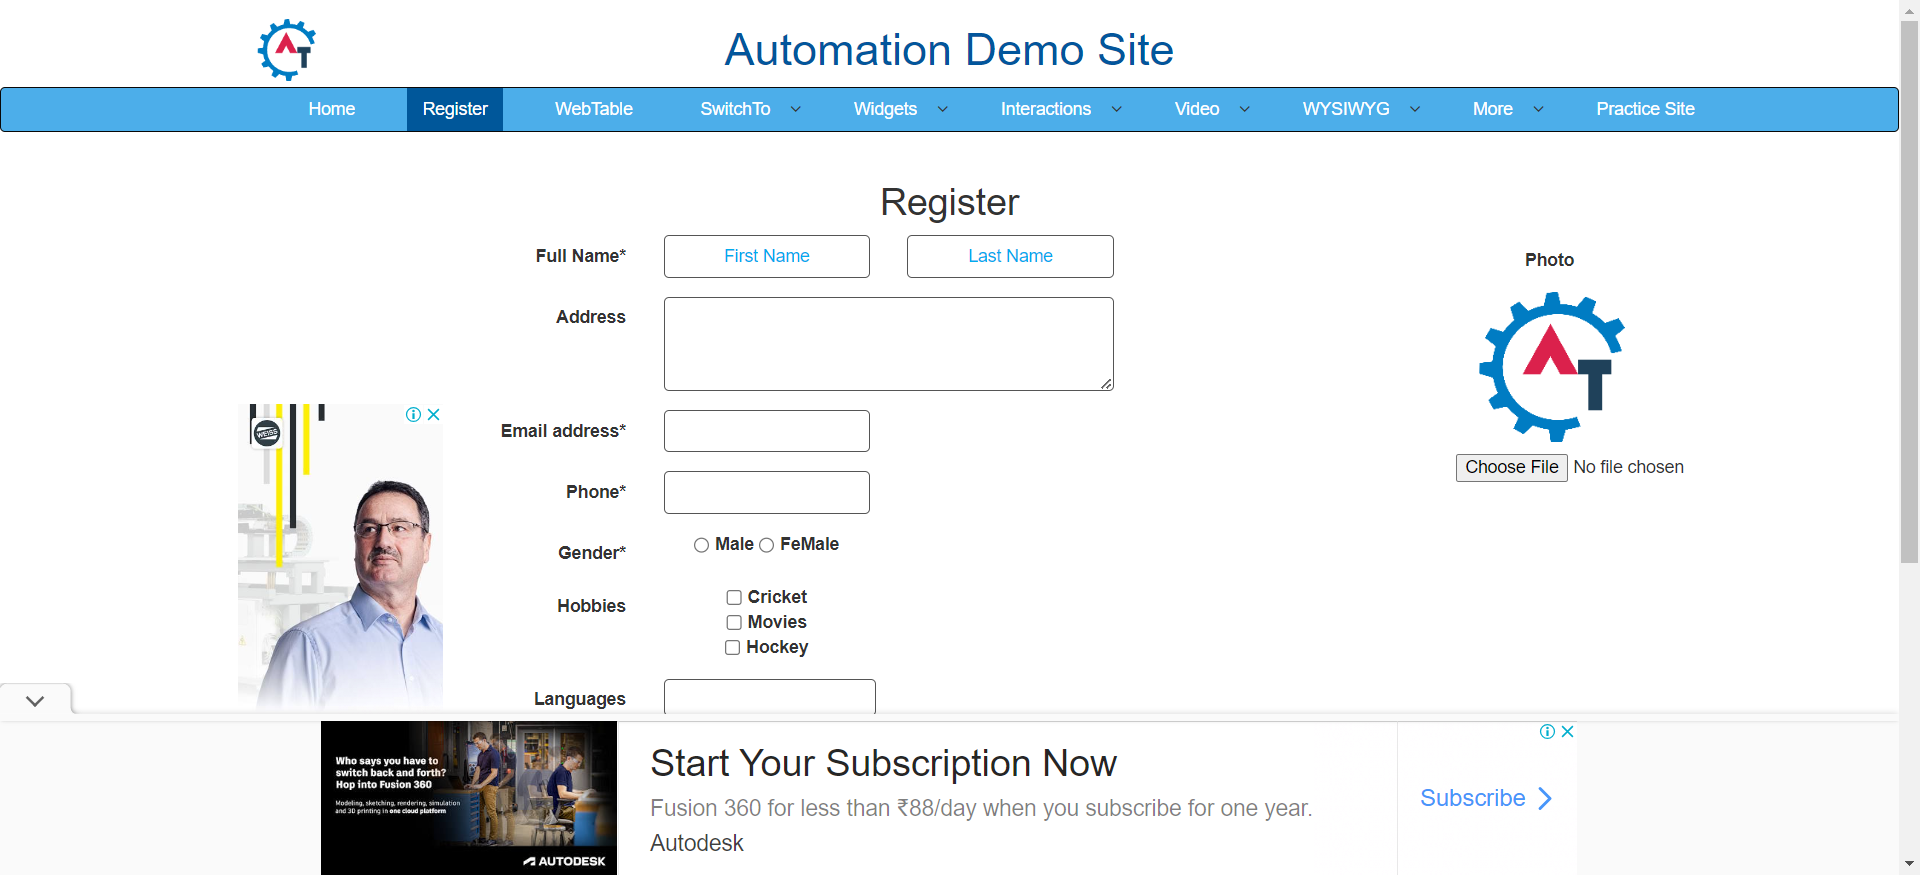 AT
Automation Demo Site
Home Register WebTable SwitchTo Widgets Interactions Video WYSIWYG More Practice Site
Register
Full Name* First Name Last Name
Photo
Address
AT
Email address*
Choose File No file chosen
WEISS
Phone*
Gender* Male FeMale
Hobbies
Cricket
Movies
Hockey
Languages
Who says you have to
switch back and forth?
Hop into Fusion 360
Modeling, sketching, rendering, simulation
and 3D printing in one cloud platform
AUTODESK
Start Your Subscription Now
Fusion 360 for less than ₹88/day when you subscribe for one year.
Autodesk
Subscribe